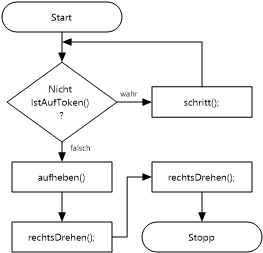 Start
Nicht
IstAufToken()
?
wahr
schritt();
falsch
aufheben()
rechtsDrehen();
rechtsDrehen();
Stopp